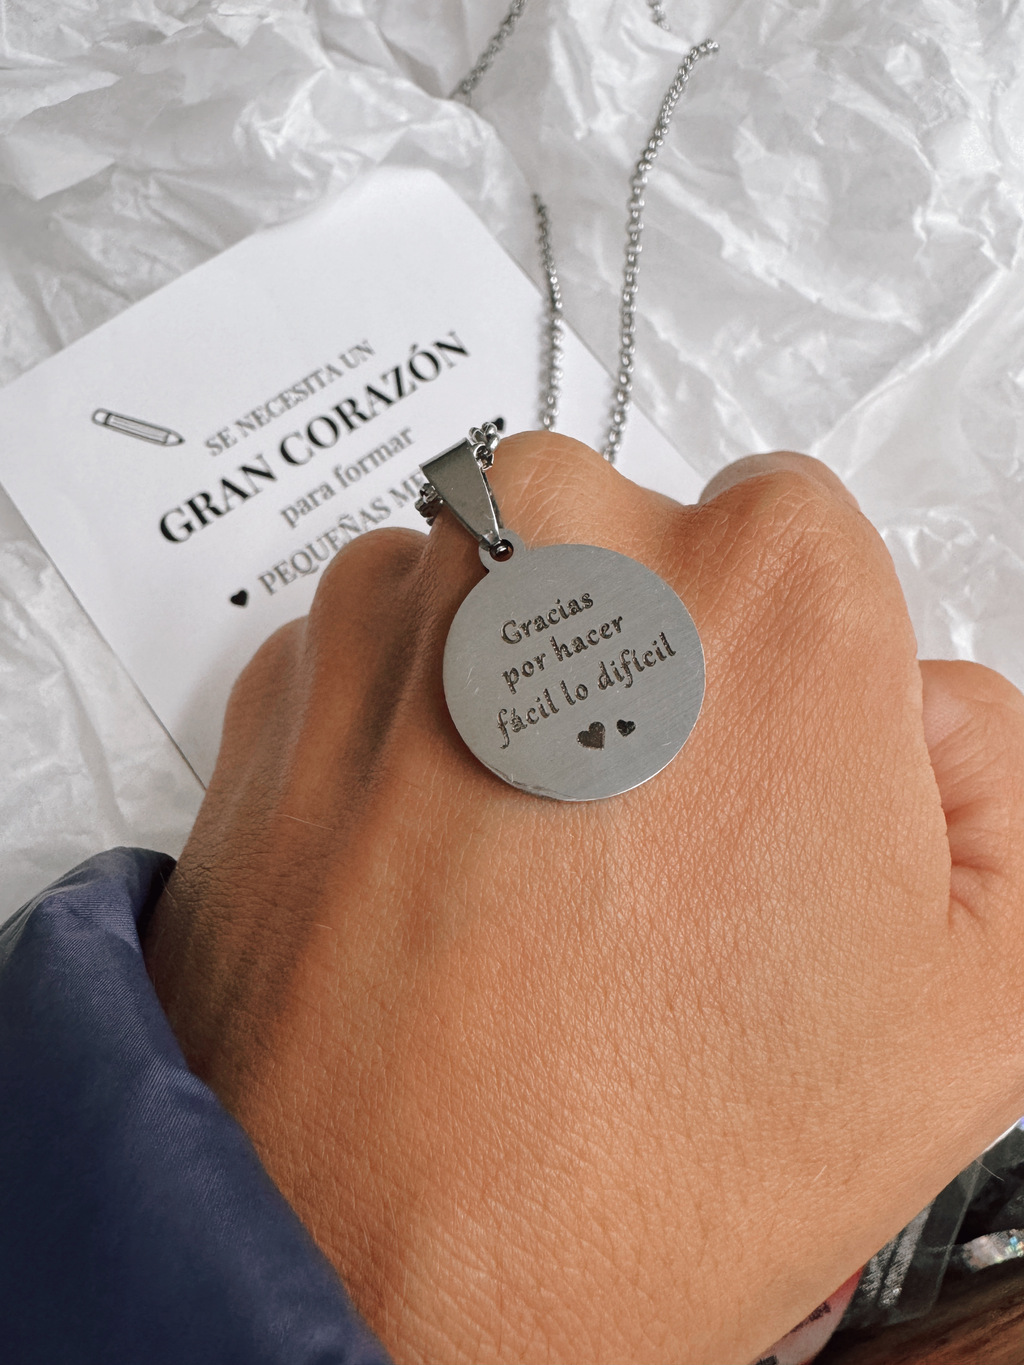 SE NECESITA UN
GRAN CORAZÓN
para formar
PEQUEÑAS
Gracias
por hacer
fácil lo difícil